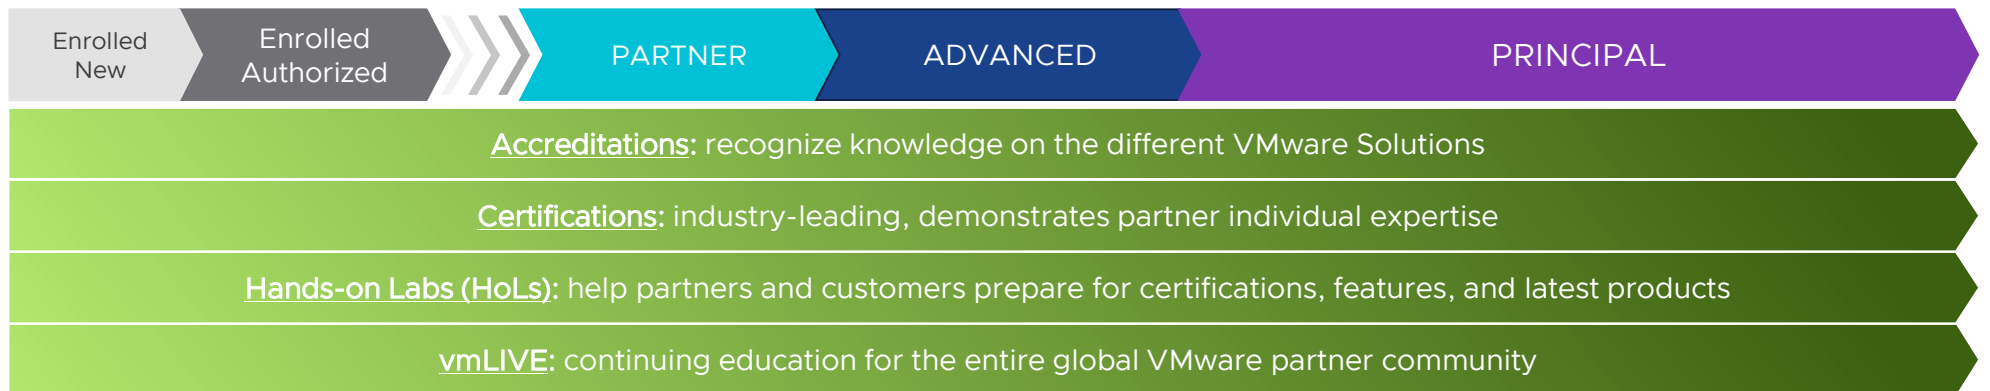 Enrolled
New
Enrolled
Authorized
PARTNER
ADVANCED
PRINCIPAL
Accreditations: recognize knowledge on the different VMware Solutions
Certifications: industry-leading, demonstrates partner individual expertise
Hands-on Labs (HoLs): help partners and customers prepare for certifications, features, and latest products
vmLIVE: continuing education for the entire global VMware partner community